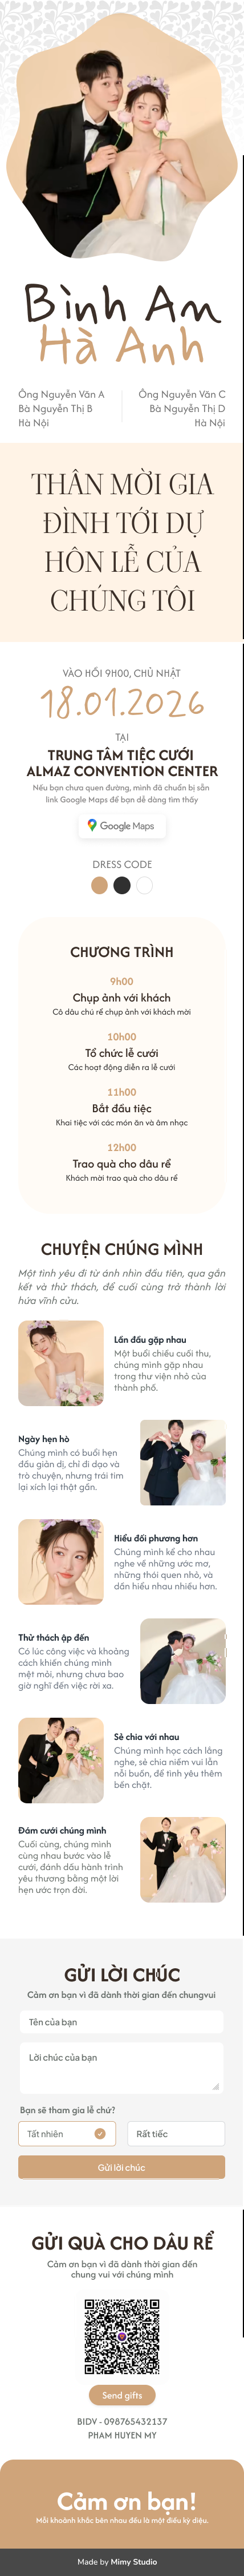 Bình An
Hà Anh
Ông Nguyễn Văn A
Bà Nguyễn Thị B
Hà Nội
Ông Nguyễn Văn C
Bà Nguyễn Thị D
Hà Nội
THÂN MỜI GIA
ĐÌNH TỚI DỰ
HÔN LỄ CỦA
CHÚNG TÔI
VÀO HỒI 9H00, CHỦ NHẬT
18.01.2026
TẠI
TRUNG TÂM TIỆC CƯỚI
ALMAZ CONVENTION CENTER
Nếu bạn chưa quen đường, mình đã chuẩn bị sẵn
link Google Maps để bạn dễ dàng tìm thấy
Google Maps
DRESS CODE
CHƯƠNG TRÌNH
9h00
Chụp ảnh với khách
Cô dâu chú rể chụp ảnh với khách mời
10h00
Tổ chức lễ cưới
Các hoạt động diễn ra lễ cưới
11h00
Bắt đầu tiệc
Khai tiệc với các món ăn và âm nhạc
12h00
Trao quà cho dâu rể
Khách mời trao quà cho dâu rể
CHUYỆN CHÚNG MÌNH
Một tình yêu đi từ ánh nhìn đầu tiên, qua gắn
kết và thử thách, để cuối cùng trở thành lời
hứa vĩnh cửu.
Lần đầu gặp nhau
Một buổi chiều cuối thu,
chúng mình gặp nhau
trong thư viện nhỏ của
thành phố.
Ngày hẹn hò
Chúng mình có buổi hẹn
đầu giản dị, chỉ đi dạo và
trò chuyện, nhưng trái tim
lại xích lại thật gần.
Hiểu đối phương hơn
Chúng mình kể cho nhau
nghe về những ước mơ,
những thói quen nhỏ, và
dần hiểu nhau nhiều hơn.
Thử thách ập đến
Có lúc công việc và khoảng
cách khiến chúng mình
mệt mỏi, nhưng chưa bao
giờ nghĩ đến việc rời xa.
Sẻ chia với nhau
Chúng mình học cách lắng
nghe, sẻ chia niềm vui lẫn
nỗi buồn, để tình yêu thêm
bền chặt.
Đám cưới chúng mình
Cuối cùng, chúng mình
cùng nhau bước vào lễ
cưới, đánh dấu hành trình
yêu thương bằng một lời
hẹn ước trọn đời.
GỬI LỜI CHÚC
Cảm ơn bạn vì đã dành thời gian đến chungvui
Tên của bạn
Lời chúc của bạn
Bạn sẽ tham gia lễ chứ?
Tất nhiên
Rất tiếc
Gửi lời chúc
GỬI QUÀ CHO DÂU RỂ
Cảm ơn bạn vì đã dành thời gian đến
chung vui với chúng mình
Send gifts
BIDV - 098765432137
PHAM HUYEN MY
Cảm ơn bạn!
Mỗi khoảnh khắc bên nhau đều là một điều kỳ diệu.
Made by Mimy Studio